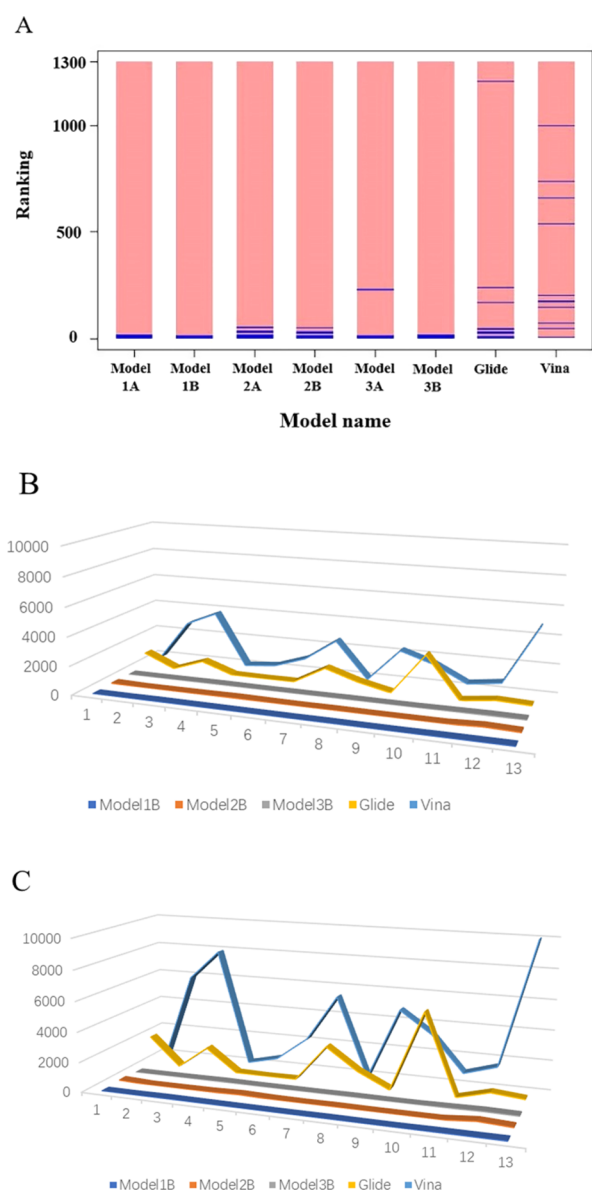 A
1300
1000
500
0
Ranking
Model 1A
Model 1B
Model 2A
Model 2B
Model 3A
Model 3B
Glide
Vina
Model name
B
10000
8000
6000
4000
2000
0
1 2 3 4 5 6 7 8 9 10 11 12 13
Model1B Model2B Model3B Glide Vina
C
10000
8000
6000
4000
2000
0
1 2 3 4 5 6 7 8 9 10 11 12 13
Model1B Model2B Model3B Glide Vina